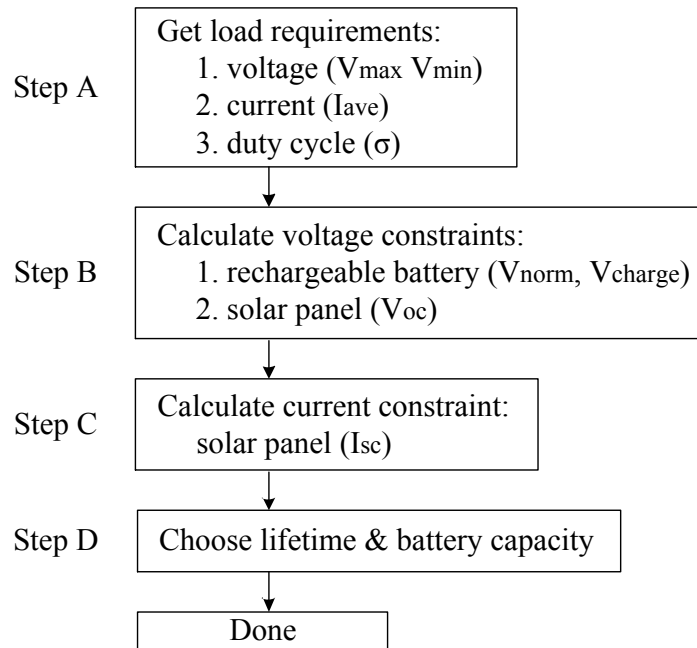 Get load requirements:
1. voltage (Vmax Vmin)
Step A
2. current (Iave)
3. duty cycle (σ)
Calculate voltage constraints:
Step B
1. rechargeable battery (Vnorm, Vcharge)
2. solar panel (Voc)
Calculate current constraint:
Step C
solar panel (Isc)
Step D
Choose lifetime & battery capacity
Done